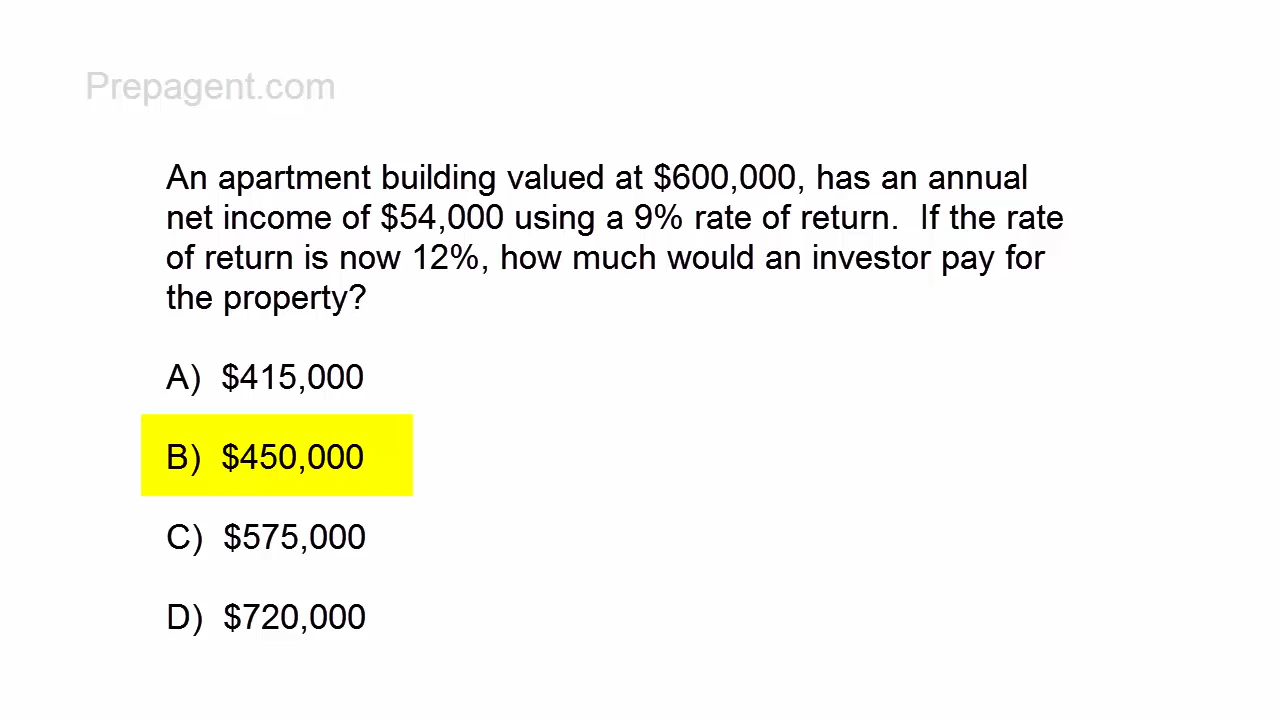 Prepagent.com
An apartment building valued at $600,000, has an annual
net income of $54,000 using a 9% rate of return.  If the rate
of return is now 12%, how much would an investor pay for
the property?
A)  $415,000
B)  $450,000
C)  $575,000
D)  $720,000